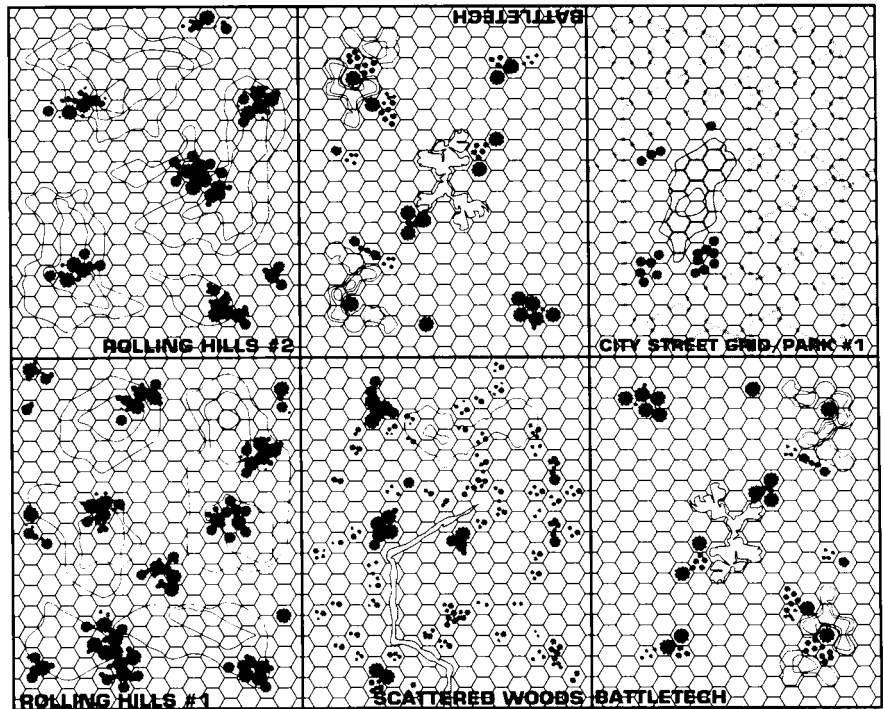 BATTLETECH
ROLLING HILLS #2
CITY STREET GRID/PARK #1
ROLLING HILLS #1
SCATTERED WOODS
BATTLETECH